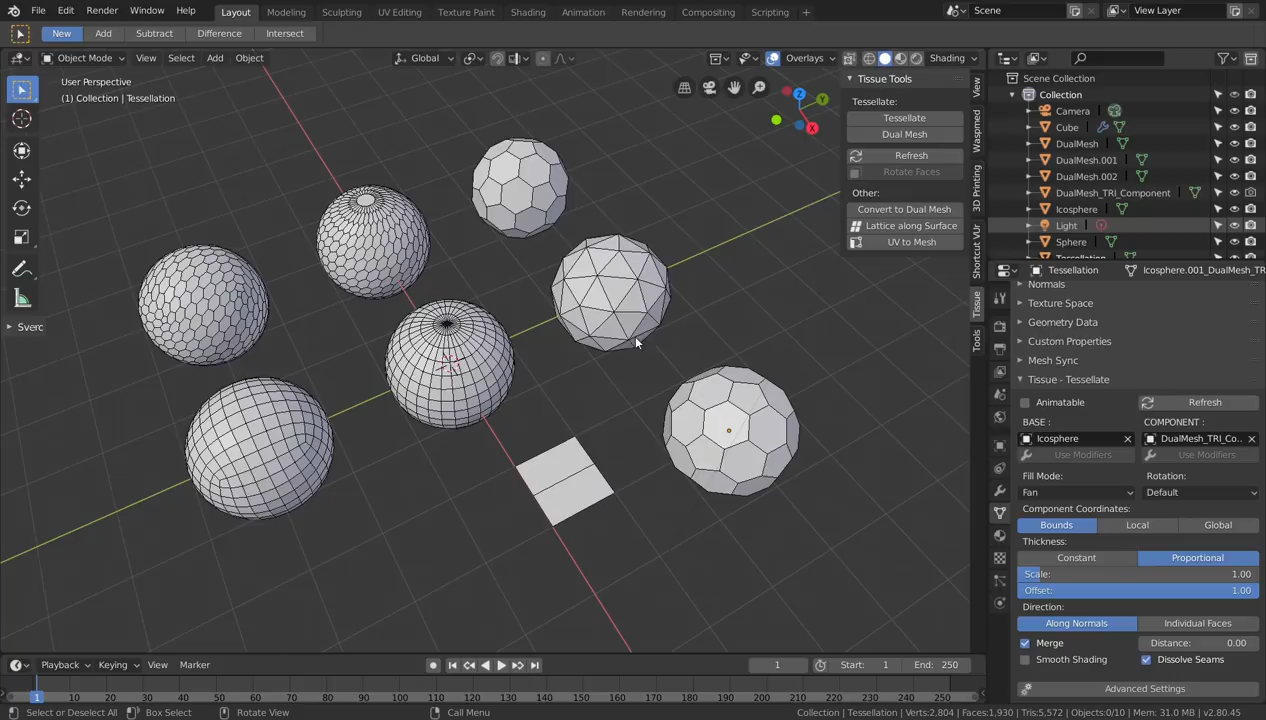 File Edit Render Window Help Layout Modeling Sculpting UV Editing Texture Paint Shading Animation Rendering Compositing Scripting + Scene View Layer
New Add Subtract Difference Intersect
Object Mode View Select Add Object Global Overlays Shading
User Perspective
(1) Collection | Tessellation
Z
Y
X
Sverc
Tissue Tools
Tessellate:
Tessellate
Dual Mesh
Refresh
Rotate Faces
Other:
Convert to Dual Mesh
Lattice along Surface
UV to Mesh
View
Waspmed
3D Printing
Shortcut VUr
Tissue
Tools
Scene Collection
Collection
Camera
Cube
DualMesh
DualMesh.001
DualMesh.002
DualMesh_TRI_Component
Icosphere
Light
Sphere
Tessellation
Tessellation Icosphere.001_DualMesh_TR
Normals
Texture Space
Geometry Data
Custom Properties
Mesh Sync
Tissue - Tessellate
Animatable Refresh
BASE : COMPONENT :
Icosphere DualMesh_TRI_Co..
Use Modifiers Use Modifiers
Fill Mode: Rotation:
Fan Default
Component Coordinates:
Bounds Local Global
Thickness:
Constant Proportional
Scale: 1.00
Offset: 1.00
Direction:
Along Normals Individual Faces
Merge Distance: 0.00
Smooth Shading Dissolve Seams
Advanced Settings
Playback Keying View Marker 1 Start: 1 End: 250
1 10 20 30 40 50 60 70 80 90 100 110 120 130 140 150 160 170 180 190 200 210 220 230 240 250
Select or Deselect All Box Select Rotate View Call Menu Collection | Tessellation | Verts:2,804 | Faces:1,930 | Tris:5,572 | Objects:0/10 | Mem: 31.0 MB | v2.80.45